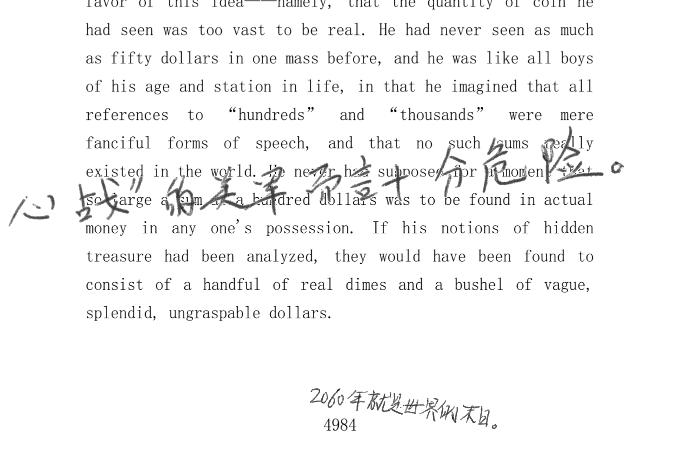 favor of this idea——namely, that the quantity of coin he
had seen was too vast to be real. He had never seen as much
as fifty dollars in one mass before, and he was like all boys
of his age and station in life, in that he imagined that all
references to “hundreds” and “thousands” were mere
fanciful forms of speech, and that no such sums really
existed in the world. He never had supposed for a moment that
so large a sum as a hundred dollars was to be found in actual
心战”的美军而言十分危险。
money in any one's possession. If his notions of hidden
treasure had been analyzed, they would have been found to
consist of a handful of real dimes and a bushel of vague,
splendid, ungraspable dollars.
2060年就是世界的末日。
4984